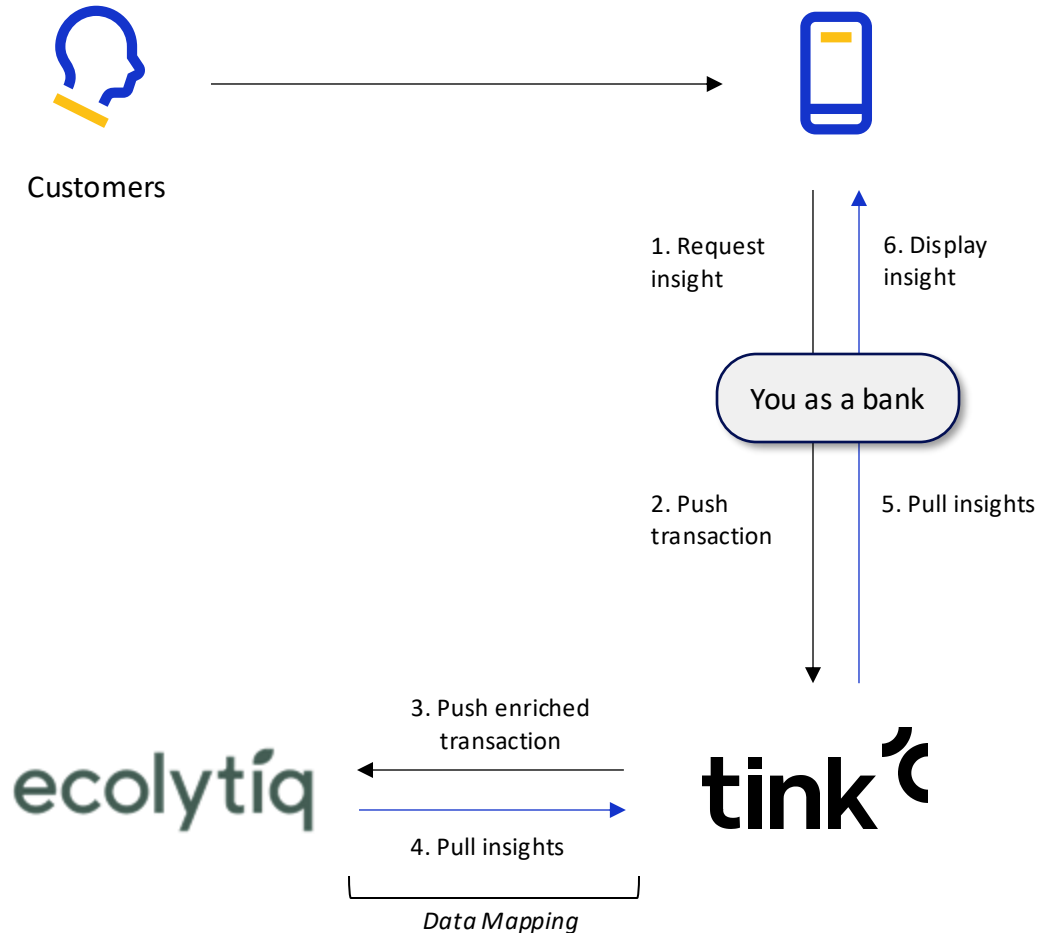 Customers
1. Request
insight
6. Display
insight
You as a bank
2. Push
transaction
5. Pull insights
3. Push enriched
transaction
ecolytiq
tink
4. Pull insights
Data Mapping